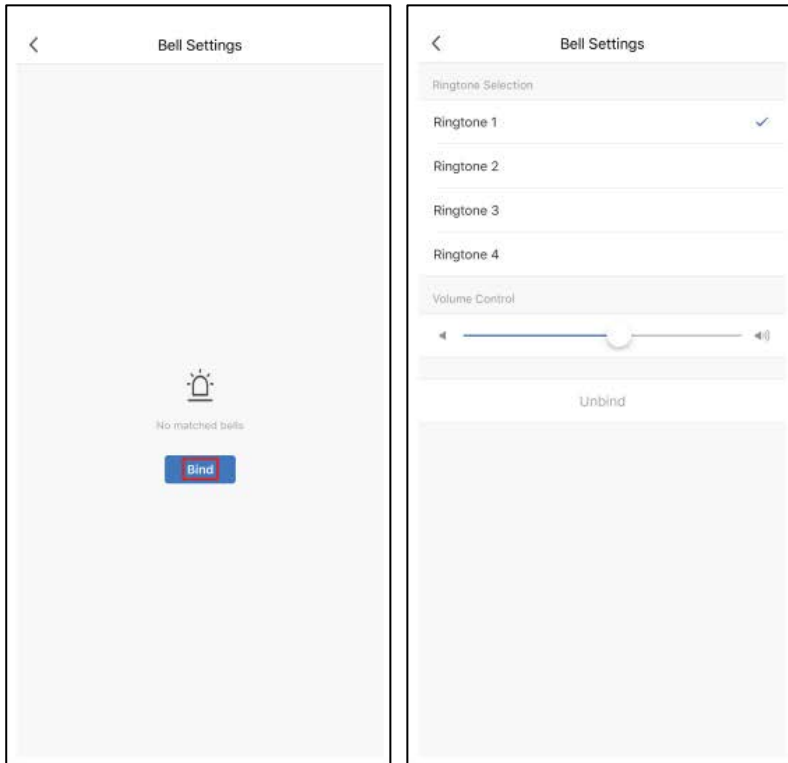 Bell Settings
No matched bells
Bind
Bell Settings
Ringtone Selection
Ringtone 1
Ringtone 2
Ringtone 3
Ringtone 4
Volume Control
Unbind